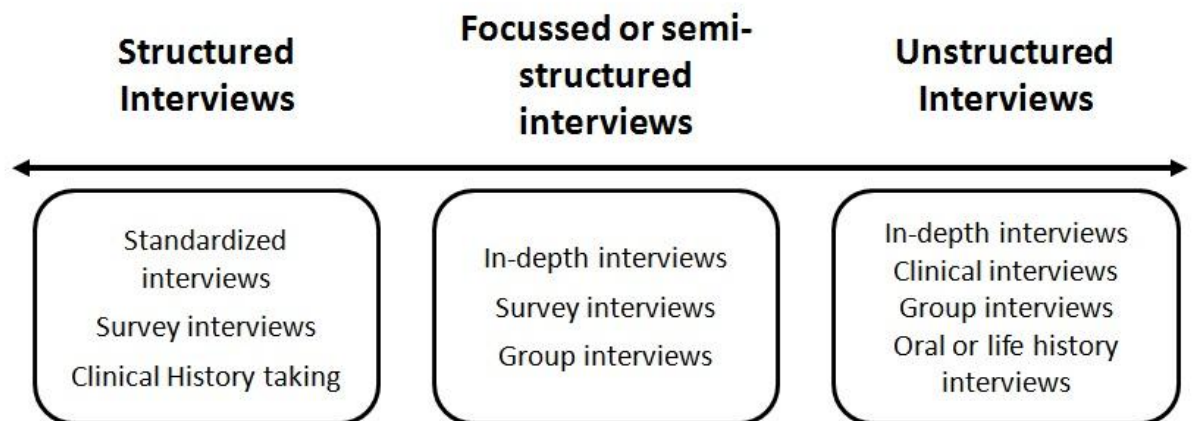 Structured
Interviews
Focussed or semi-
structured
interviews
Unstructured
Interviews
Standardized
interviews
Survey interviews
Clinical History taking
In-depth interviews
Survey interviews
Group interviews
In-depth interviews
Clinical interviews
Group interviews
Oral or life history
interviews